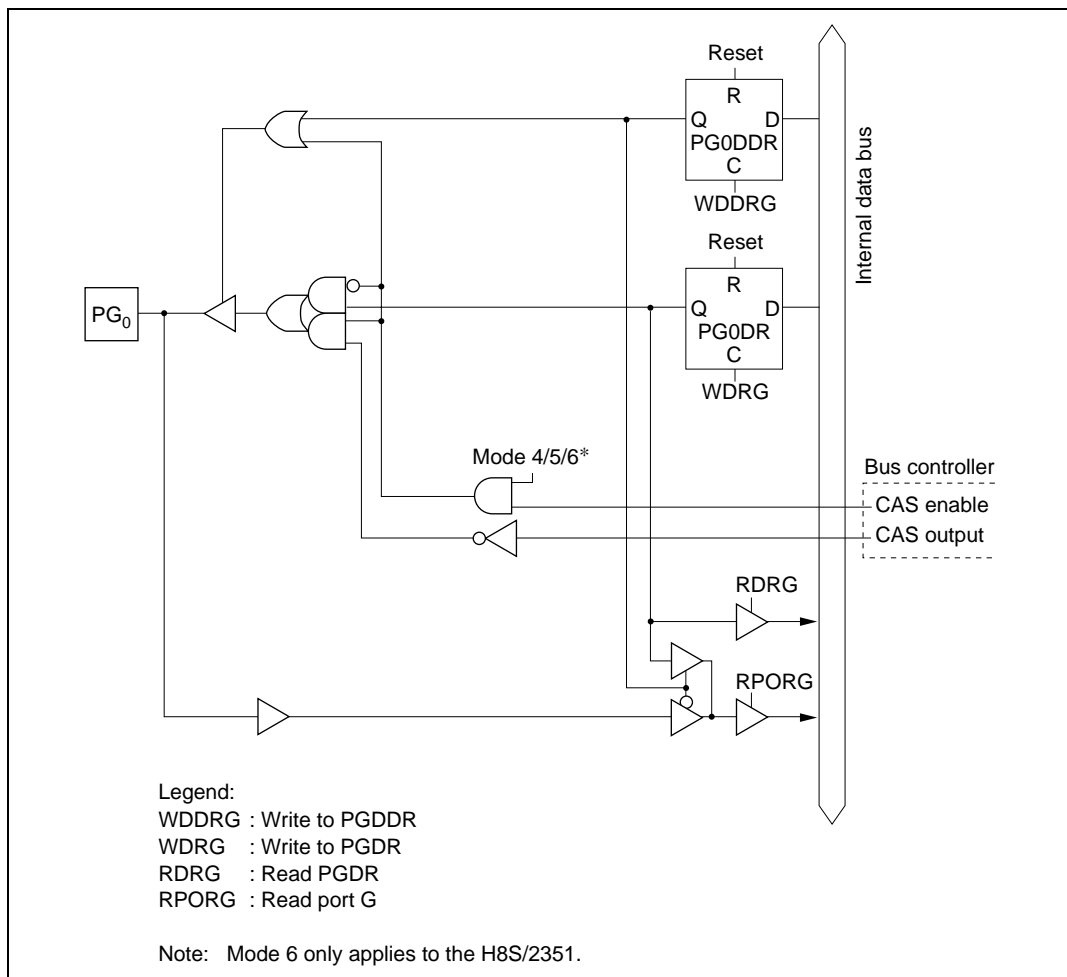 Reset
R
Q D
PG0DDR
C
WDDRG
Internal data bus
Reset
R
Q D
PG0DR
C
WDRG
PG0
Mode 4/5/6*
Bus controller
CAS enable
CAS output
RDRG
RPORG
Legend:
WDDRG : Write to PGDDR
WDRG : Write to PGDR
RDRG : Read PGDR
RPORG : Read port G
Note: Mode 6 only applies to the H8S/2351.